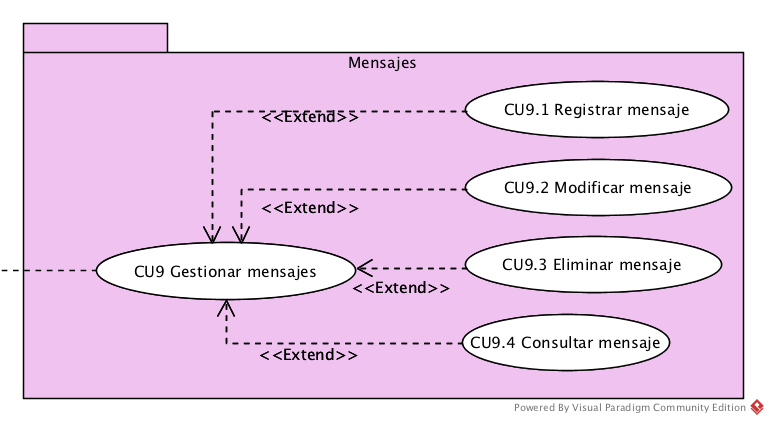 Mensajes
CU9.1 Registrar mensaje
<<Extend>>
CU9.2 Modificar mensaje
<<Extend>>
CU9.3 Eliminar mensaje
CU9 Gestionar mensajes
<<Extend>>
CU9.4 Consultar mensaje
<<Extend>>
Powered By Visual Paradigm Community Edition